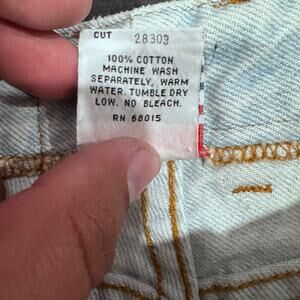 CUT 28303
100% COTTON
MACHINE WASH
SEPARATELY, WARM
WATER. TUMBLE DRY
LOW. NO BLEACH.
RN 68015